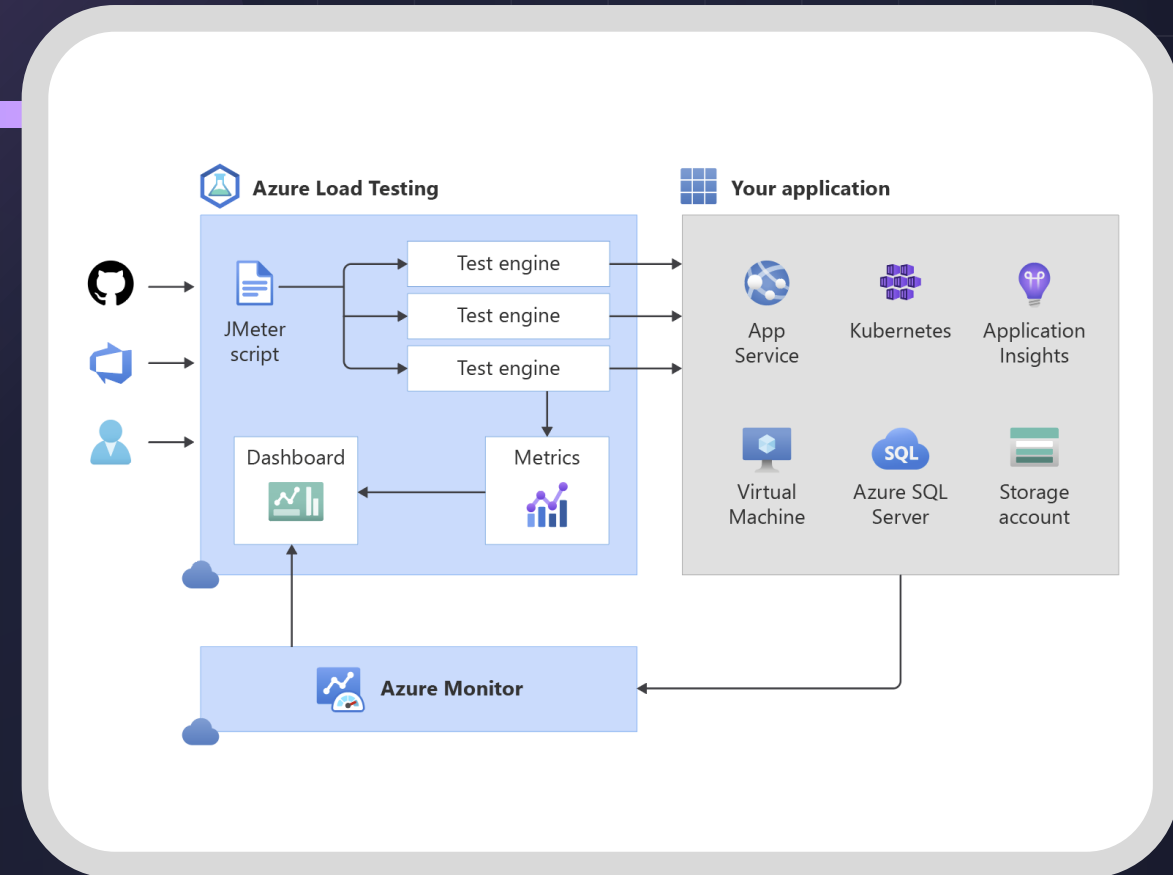 Azure Load Testing
Your application
JMeter
script
Test engine
Test engine
Test engine
Dashboard
Metrics
App
Service
Kubernetes
Application
Insights
Virtual
Machine
SQL
Azure SQL
Server
Storage
account
Azure Monitor